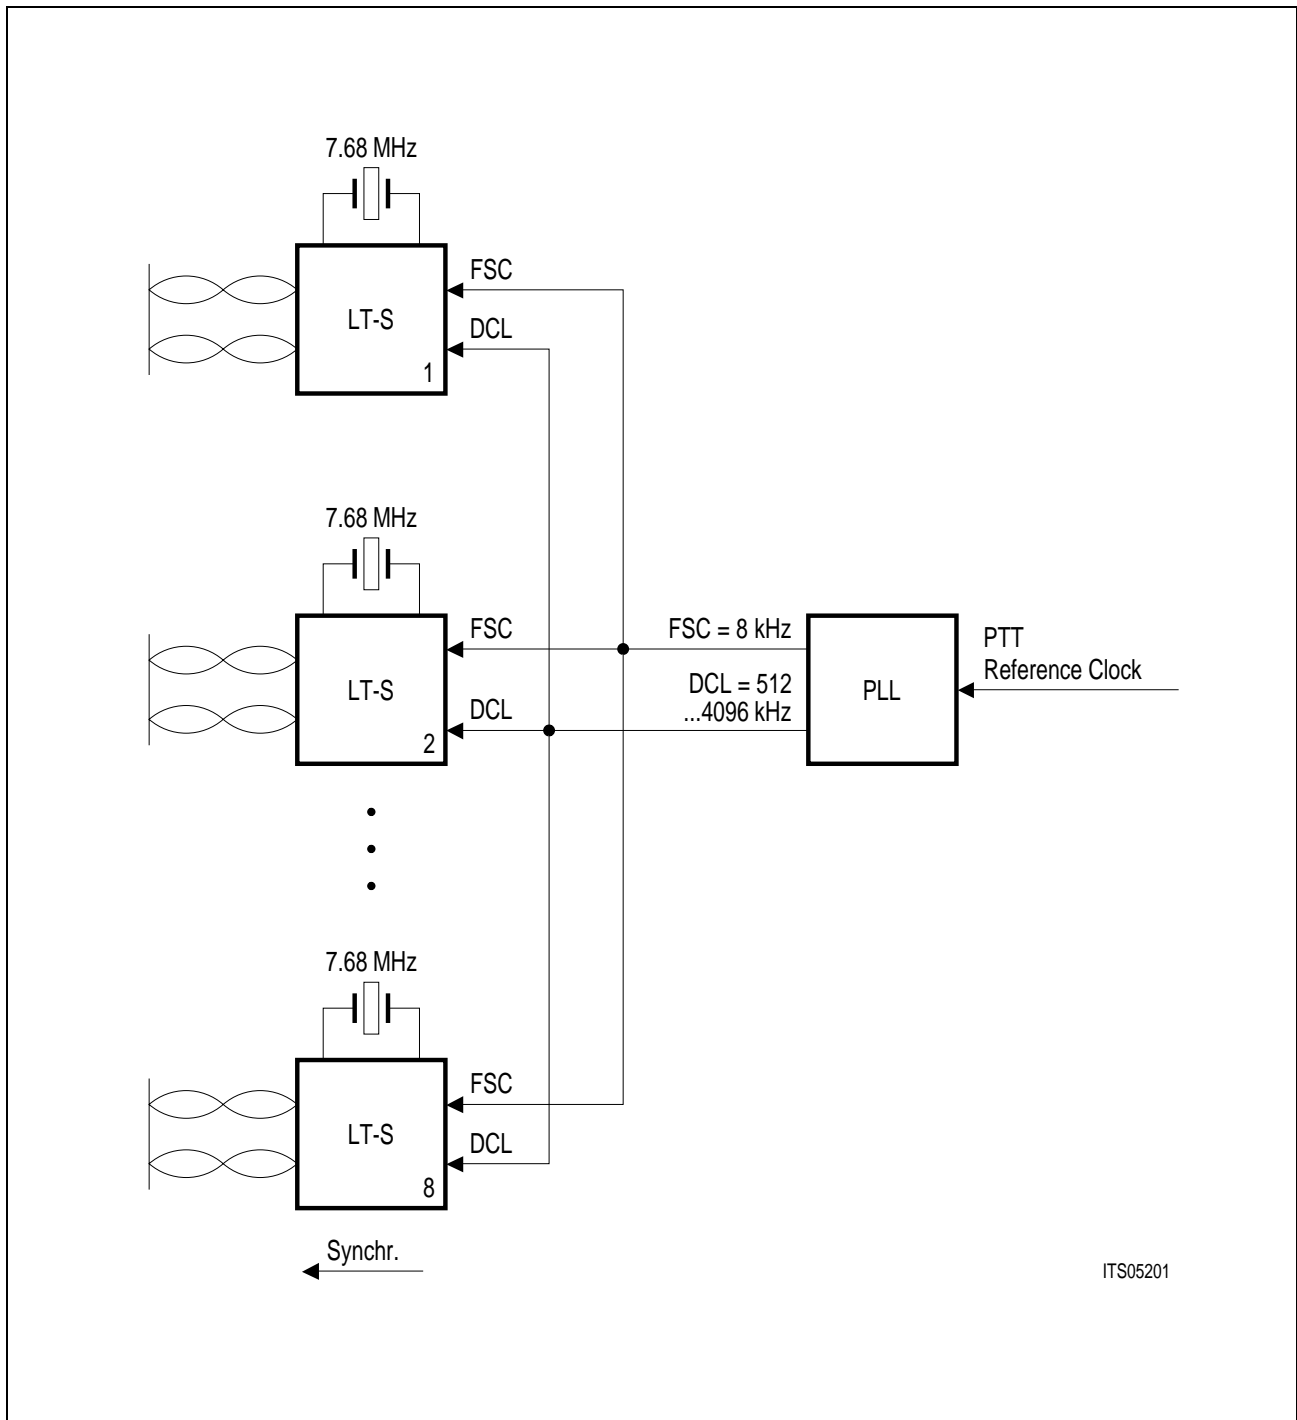 7.68 MHz
FSC
LT-S
DCL
1
7.68 MHz
FSC
FSC = 8 kHz
PTT
Reference Clock
LT-S
DCL = 512
...4096 kHz
PLL
DCL
2
7.68 MHz
FSC
LT-S
DCL
8
Synchr.
ITS05201